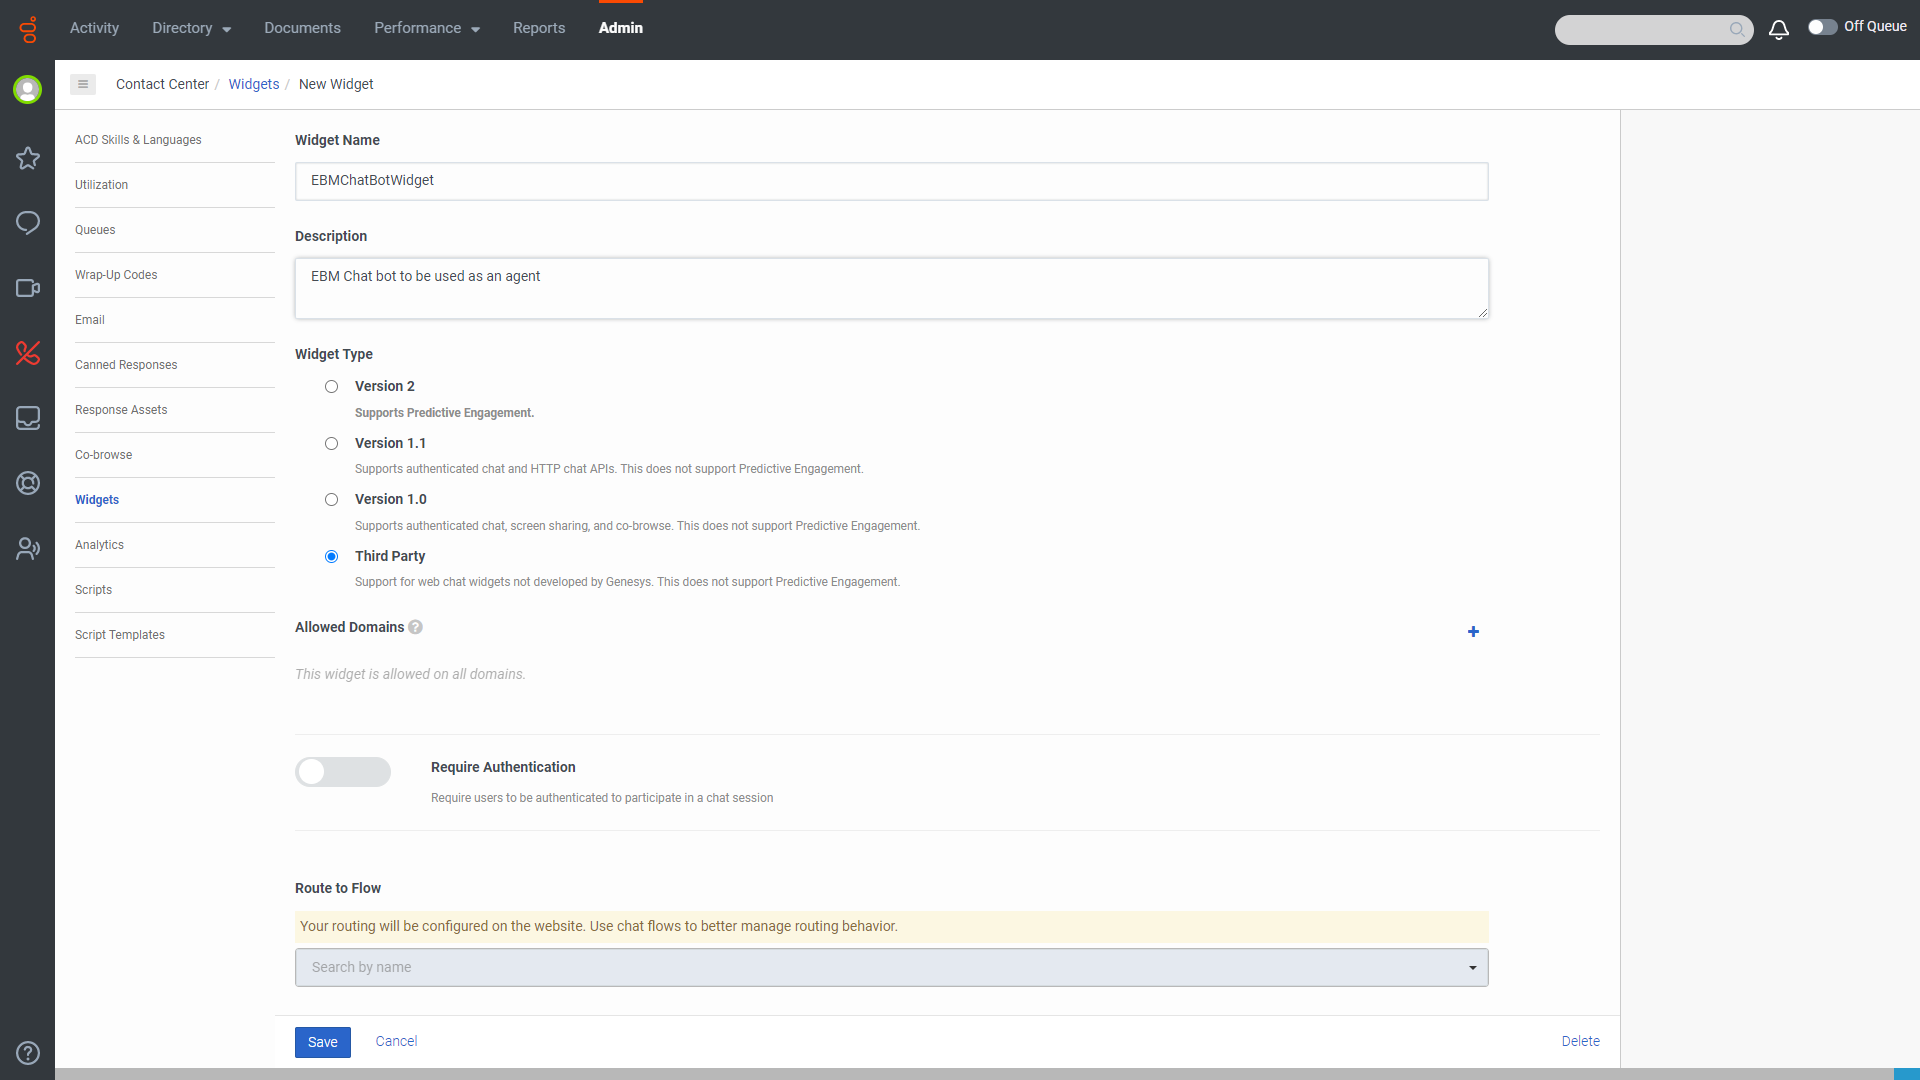 Activity
Directory
Documents
Performance
Reports
Admin
Off Queue
Contact Center / Widgets / New Widget
ACD Skills & Languages
Utilization
Queues
Wrap-Up Codes
Email
Canned Responses
Response Assets
Co-browse
Widgets
Analytics
Scripts
Script Templates
Widget Name
EBMChatBotWidget
Description
EBM Chat bot to be used as an agent
Widget Type
Version 2
Supports Predictive Engagement.
Version 1.1
Supports authenticated chat and HTTP chat APIs. This does not support Predictive Engagement.
Version 1.0
Supports authenticated chat, screen sharing, and co-browse. This does not support Predictive Engagement.
Third Party
Support for web chat widgets not developed by Genesys. This does not support Predictive Engagement.
Allowed Domains ?
This widget is allowed on all domains.
Require Authentication
Require users to be authenticated to participate in a chat session
Route to Flow
Your routing will be configured on the website. Use chat flows to better manage routing behavior.
Search by name
Save
Cancel
Delete